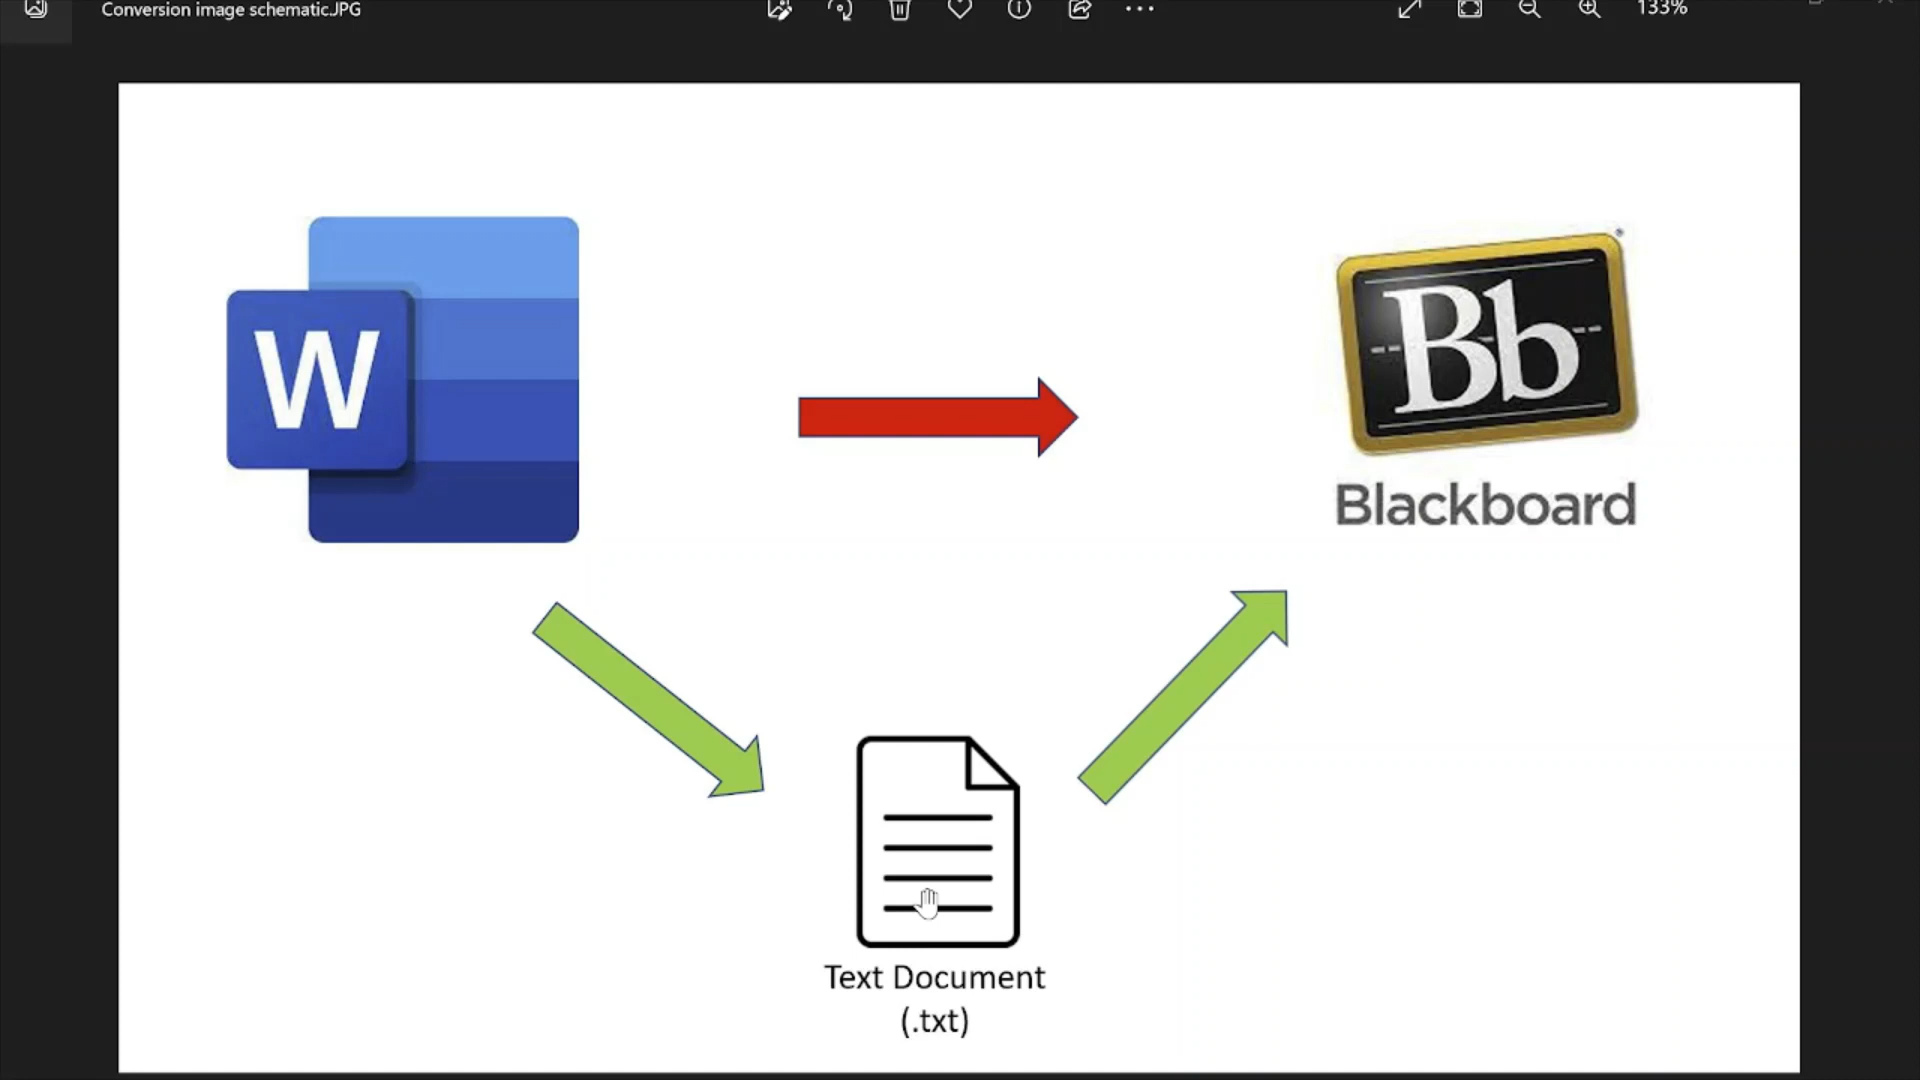 Conversion image schematic.JPG
133%
W
Bb
Blackboard
Text Document
(.txt)